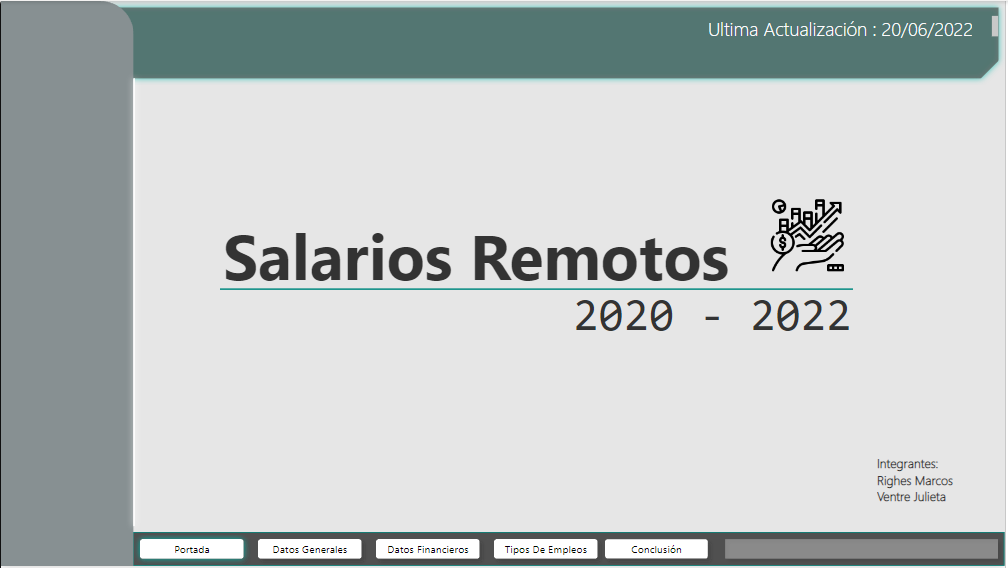 Ultima Actualización : 20/06/2022
Salarios Remotos
2020 - 2022
Integrantes:
Righes Marcos
Ventre Julieta
Portada
Datos Generales
Datos Financieros
Tipos De Empleos
Conclusión